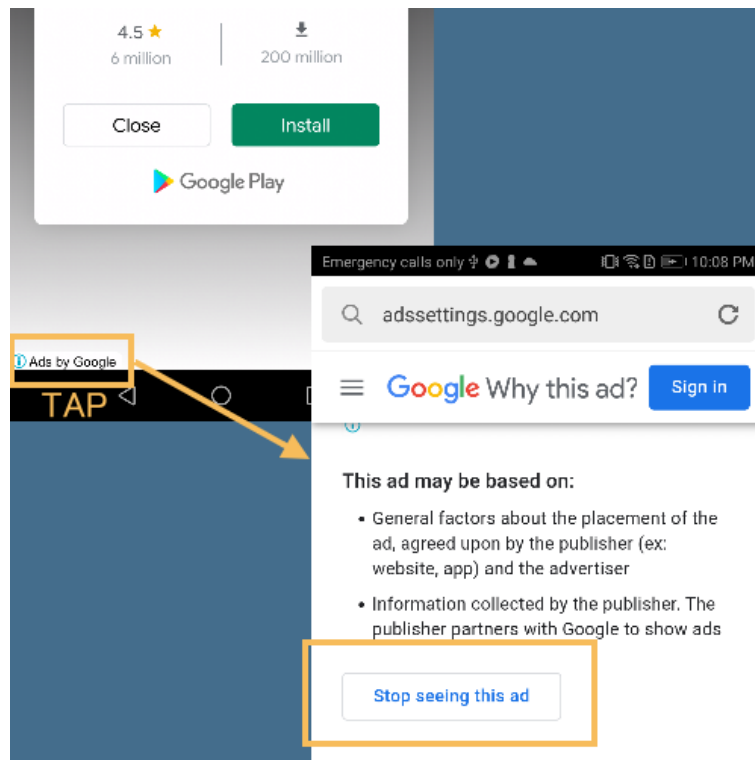 4.5
6 million
200 million
Close
Install
Google Play
Ads by Google
TAP
Emergency calls only
10:08 PM
adssettings.google.com
Google Why this ad?
Sign in
This ad may be based on:
• General factors about the placement of the
ad, agreed upon by the publisher (ex:
website, app) and the advertiser
• Information collected by the publisher. The
publisher partners with Google to show ads
Stop seeing this ad